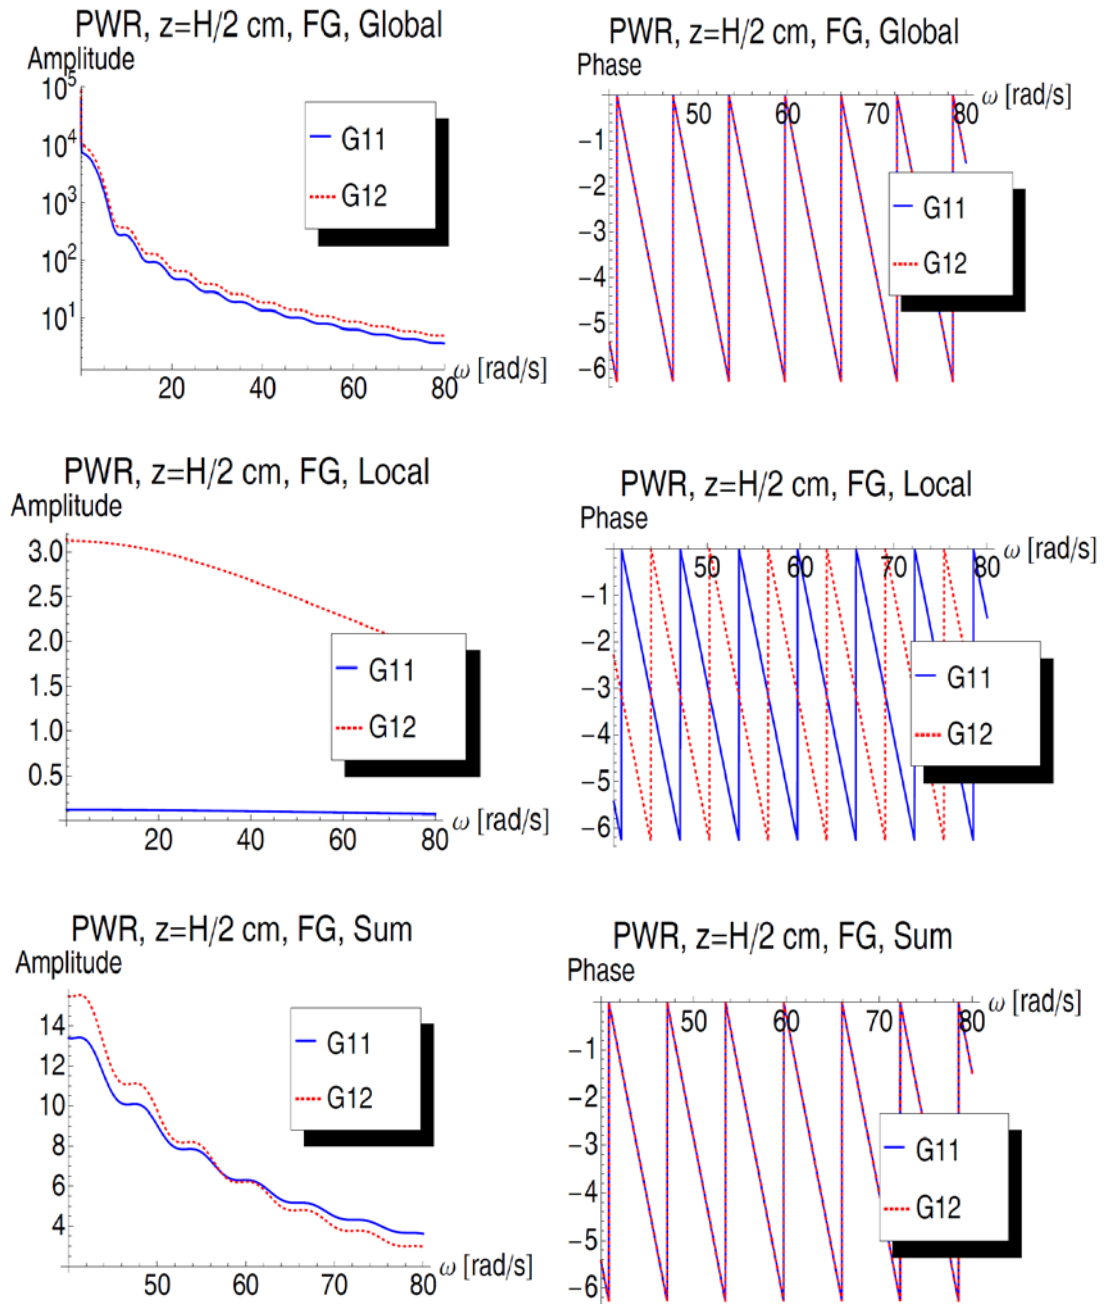 PWR, z=H/2 cm, FG, Global
Amplitude
10^5
10^4
10^3
10^2
10^1
20 40 60 80
ω [rad/s]
G11
G12
PWR, z=H/2 cm, FG, Global
Phase
50 60 70 80
ω [rad/s]
−1
−2
−3
−4
−5
−6
G11
G12
PWR, z=H/2 cm, FG, Local
Amplitude
3.0
2.5
2.0
1.5
1.0
0.5
20 40 60 80
ω [rad/s]
G11
G12
PWR, z=H/2 cm, FG, Local
Phase
50 60 70 80
ω [rad/s]
−1
−2
−3
−4
−5
−6
G11
G12
PWR, z=H/2 cm, FG, Sum
Amplitude
14
12
10
8
6
4
50 60 70 80
ω [rad/s]
G11
G12
PWR, z=H/2 cm, FG, Sum
Phase
50 60 70 80
ω [rad/s]
−1
−2
−3
−4
−5
−6
G11
G12